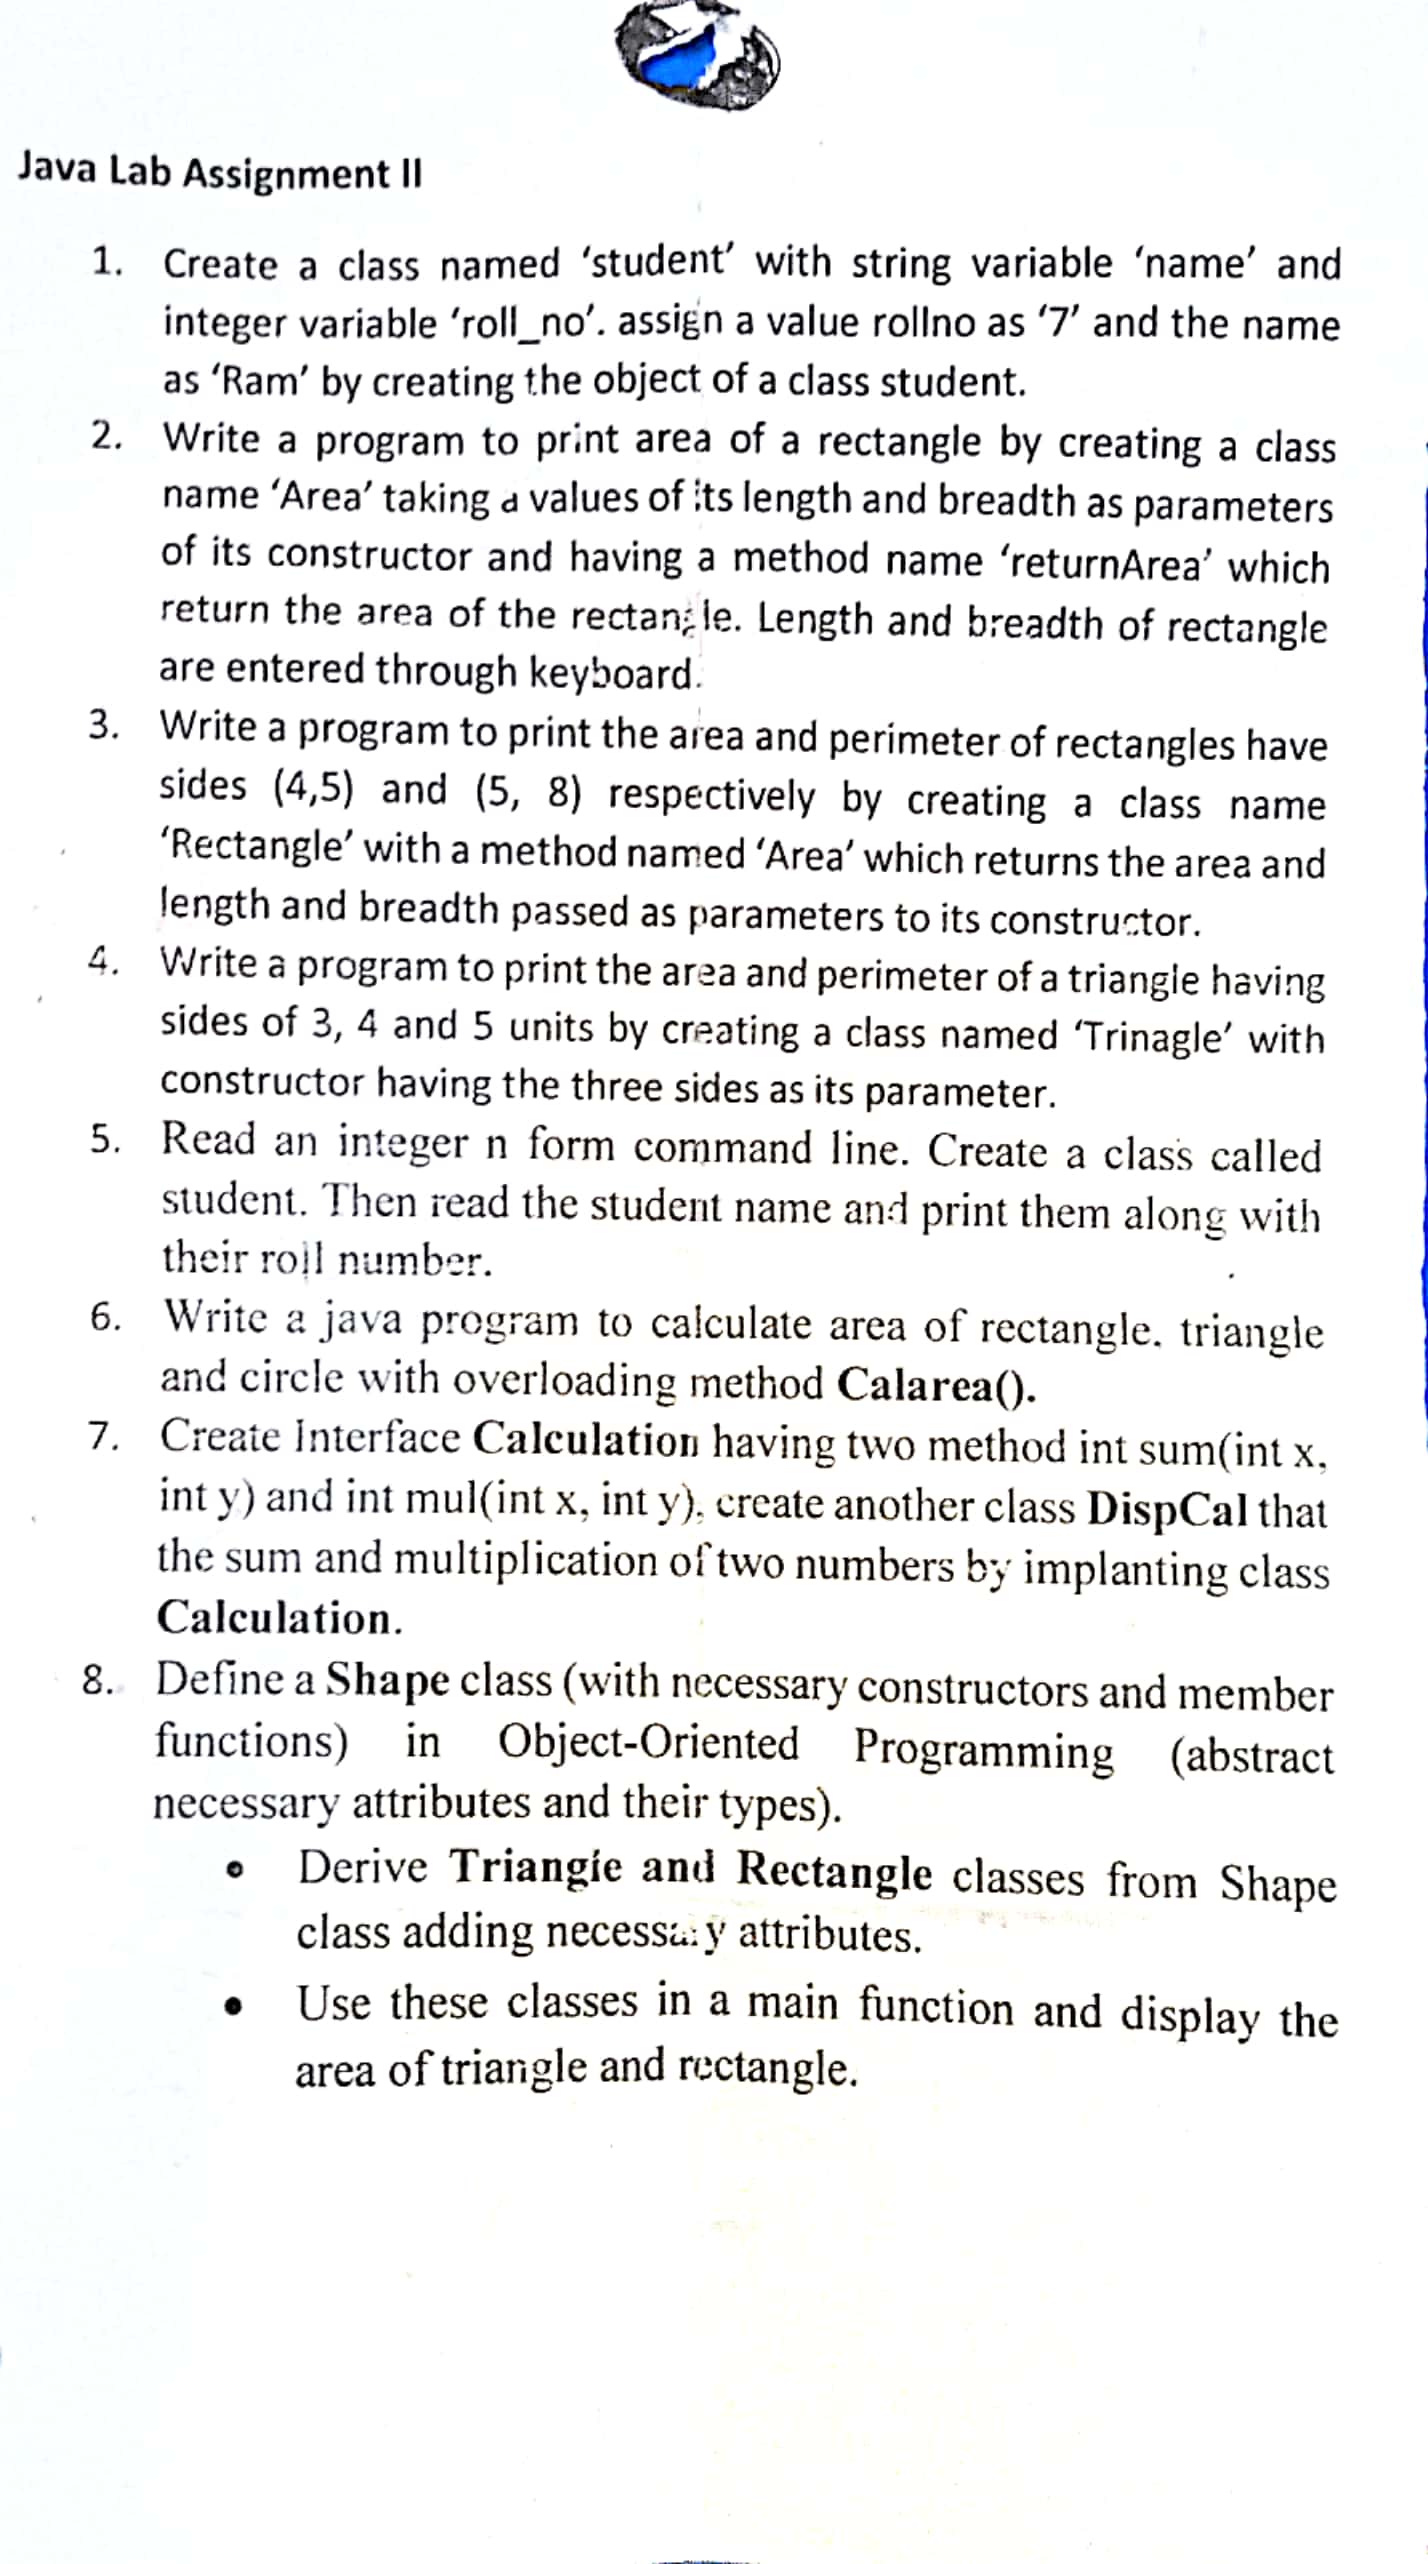 Java Lab Assignment II
1. Create a class named ‘student’ with string variable ‘name’ and
integer variable ‘roll_no’. assign a value rollno as ‘7’ and the name
as ‘Ram’ by creating the object of a class student.
2. Write a program to print area of a rectangle by creating a class
name ‘Area’ taking a values of its length and breadth as parameters
of its constructor and having a method name ‘returnArea’ which
return the area of the rectangle. Length and breadth of rectangle
are entered through keyboard.
3. Write a program to print the area and perimeter of rectangles have
sides (4,5) and (5, 8) respectively by creating a class name
‘Rectangle’ with a method named ‘Area’ which returns the area and
length and breadth passed as parameters to its constructor.
4. Write a program to print the area and perimeter of a triangle having
sides of 3, 4 and 5 units by creating a class named ‘Trinagle’ with
constructor having the three sides as its parameter.
5. Read an integer n form command line. Create a class called
student. Then read the student name and print them along with
their roll number.
6. Write a java program to calculate area of rectangle. triangle
and circle with overloading method Calarea().
7. Create Interface Calculation having two method int sum(int x,
int y) and int mul(int x, int y), create another class DispCal that
the sum and multiplication of two numbers by implanting class
Calculation.
8. Define a Shape class (with necessary constructors and member
functions) in Object-Oriented Programming (abstract
necessary attributes and their types).
• Derive Triangle and Rectangle classes from Shape
class adding necessary attributes.
• Use these classes in a main function and display the
area of triangle and rectangle.